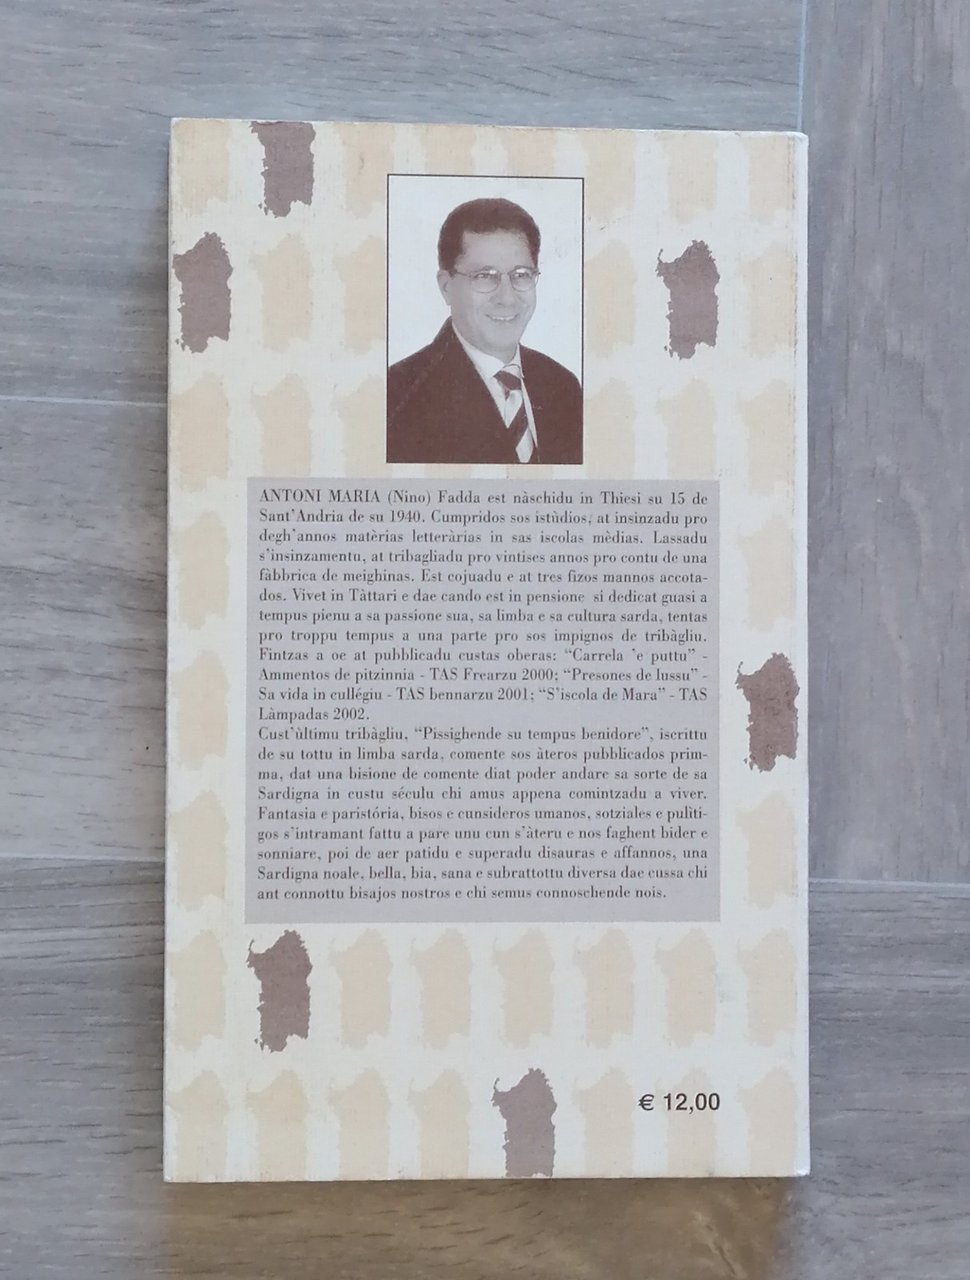 ANTONI MARIA (Nino) Fadda est nàschidu in Thiesi su 15 de
Sant'Andria de su 1940. Cumpridos sos istùdios, at insinzadu pro
degh'annos matèrias letteràrias in sas iscolas mèdias. Lassadu
s'insinzamentu, at tribagliadu pro vintises annos pro contu de una
fàbbrica de meighinas. Est cojuadu e at tres fizos mannos accota-
dos. Vivet in Tàttari e dae cando est in pensione si dedicat guasi a
tempus pienu a sa passione sua, sa limba e sa cultura sarda, tentas
pro troppu tempus a una parte pro sos impignos de tribàgliu.
Fintzas a oe at pubblicadu custas oberas: "Carrela 'e puttu" -
Ammentos de pitzinnia - TAS Frearzu 2000; "Presones de lussu" -
Sa vida in cullégiu - TAS bennarzu 2001; "S'iscola de Mara" - TAS
Làmpadas 2002.
Cust'ùltimu tribàgliu, "Pissighende su tempus benidore", iscrittu
de su tottu in limba sarda, comente sos àteros pubblicados prim-
ma, dat una bisione de comente diat poder andare sa sorte de sa
Sardigna in custu séculu chi amus appena comintzadu a viver.
Fantasia e paristória, bisos e cunsideros umanos, sotziales e pulìti-
gos s'intramant fattu a pare unu cun s'àteru e nos faghent bider e
sonniare, poi de aer patidu e superadu disauras e affannos, una
Sardigna noale, bella, bia, sana e subrattottu diversa dae cussa chi
ant connottu bisajos nostros e chi semus connoschende nois.
€ 12,00